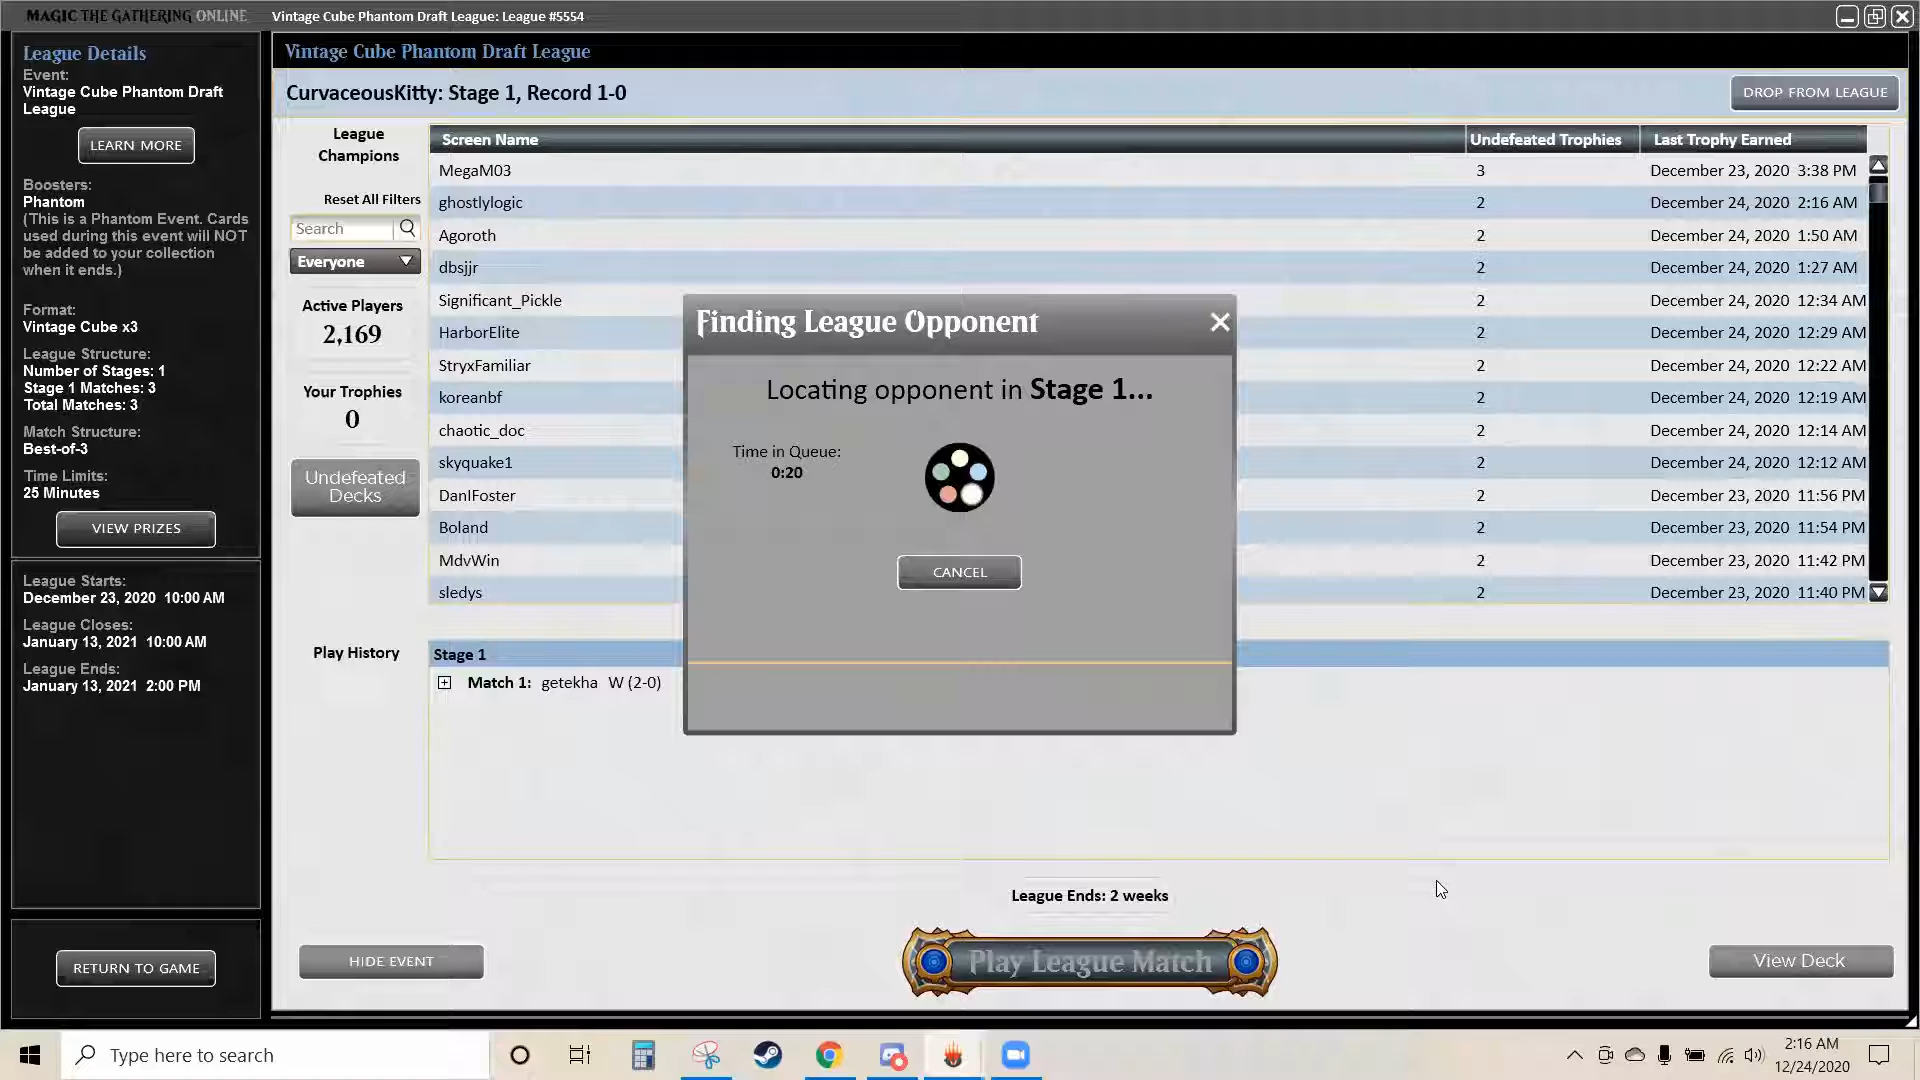 MAGIC THE GATHERING ONLINE
Vintage Cube Phantom Draft League: League #5554
League Details
Event:
Vintage Cube Phantom Draft
League
LEARN MORE
Boosters:
Phantom
(This is a Phantom Event. Cards
used during this event will NOT
be added to your collection
when it ends.)
Format:
Vintage Cube x3
League Structure:
Number of Stages: 1
Stage 1 Matches: 3
Total Matches: 3
Match Structure:
Best-of-3
Time Limits:
25 Minutes
VIEW PRIZES
League Starts:
December 23, 2020 10:00 AM
League Closes:
January 13, 2021 10:00 AM
League Ends:
January 13, 2021 2:00 PM
RETURN TO GAME
Vintage Cube Phantom Draft League
CurvaceousKitty: Stage 1, Record 1-0
DROP FROM LEAGUE
League
Champions
Reset All Filters
Search
Everyone
Active Players
2,169
Your Trophies
0
Undefeated
Decks
Screen Name Undefeated Trophies Last Trophy Earned
MegaM03 3 December 23, 2020 3:38 PM
ghostlylogic 2 December 24, 2020 2:16 AM
Agoroth 2 December 24, 2020 1:50 AM
dbsjjr 2 December 24, 2020 1:27 AM
Significant_Pickle 2 December 24, 2020 12:34 AM
HarborElite 2 December 24, 2020 12:29 AM
StryxFamiliar 2 December 24, 2020 12:22 AM
koreanbf 2 December 24, 2020 12:19 AM
chaotic_doc 2 December 24, 2020 12:14 AM
skyquake1 2 December 24, 2020 12:12 AM
DanIFoster 2 December 23, 2020 11:56 PM
Boland 2 December 23, 2020 11:54 PM
MdvWin 2 December 23, 2020 11:42 PM
sledys 2 December 23, 2020 11:40 PM
Finding League Opponent
Locating opponent in Stage 1...
Time in Queue:
0:20
CANCEL
Play History
Stage 1
Match 1: getekha W (2-0)
League Ends: 2 weeks
HIDE EVENT
Play League Match
View Deck
Type here to search
2:16 AM
12/24/2020